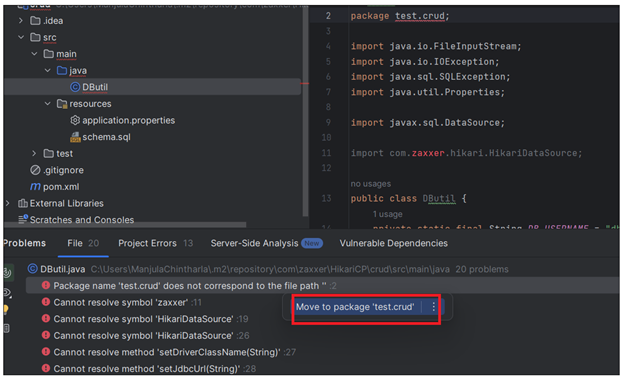 .idea
src
main
java
DButil
resources
application.properties
schema.sql
test
.gitignore
pom.xml
External Libraries
Scratches and Consoles
2 package test.crud;
3
4 import java.io.FileInputStream;
5 import java.io.IOException;
6 import java.sql.SQLException;
7 import java.util.Properties;
8
9 import javax.sql.DataSource;
10
11 import com.zaxxer.hikari.HikariDataSource;
12
no usages
13 public class DButil {
1 usage
Problems File 20 Project Errors 13 Server-Side Analysis New Vulnerable Dependencies
DButil.java C:\Users\ManjulaChintharla\.m2\repository\com\zaxxer\HikariCP\crud\src\main\java 20 problems
Package name 'test.crud' does not correspond to the file path '' :2
Cannot resolve symbol 'zaxxer' :11
Move to package 'test.crud'
Cannot resolve symbol 'HikariDataSource' :19
Cannot resolve symbol 'HikariDataSource' :26
Cannot resolve method 'setDriverClassName(String)' :27
Cannot resolve method 'setJdbcUrl(String)' :28